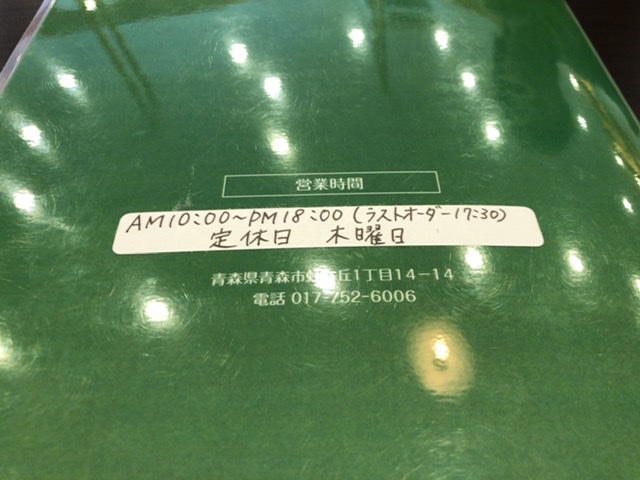 営業時間
AM10:00~PM18:00(ラストオーダー17:30)
定休日 木曜日
青森県青森市 丘1丁目14-14
電話 017-752-6006